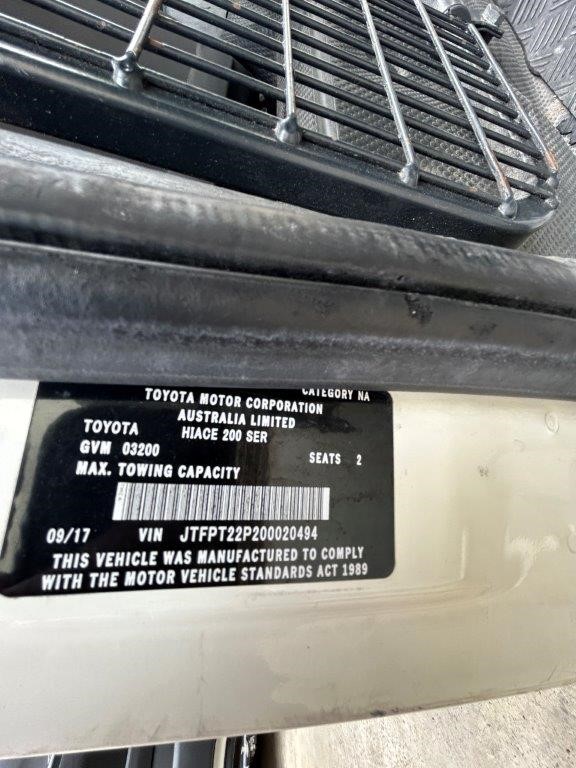 CATEGORY NA
TOYOTA MOTOR CORPORATION
AUSTRALIA LIMITED
TOYOTA HIACE 200 SER
GVM 03200 SEATS 2
MAX. TOWING CAPACITY
09/17 VIN JTFPT22P200020494
THIS VEHICLE WAS MANUFACTURED TO COMPLY
WITH THE MOTOR VEHICLE STANDARDS ACT 1989